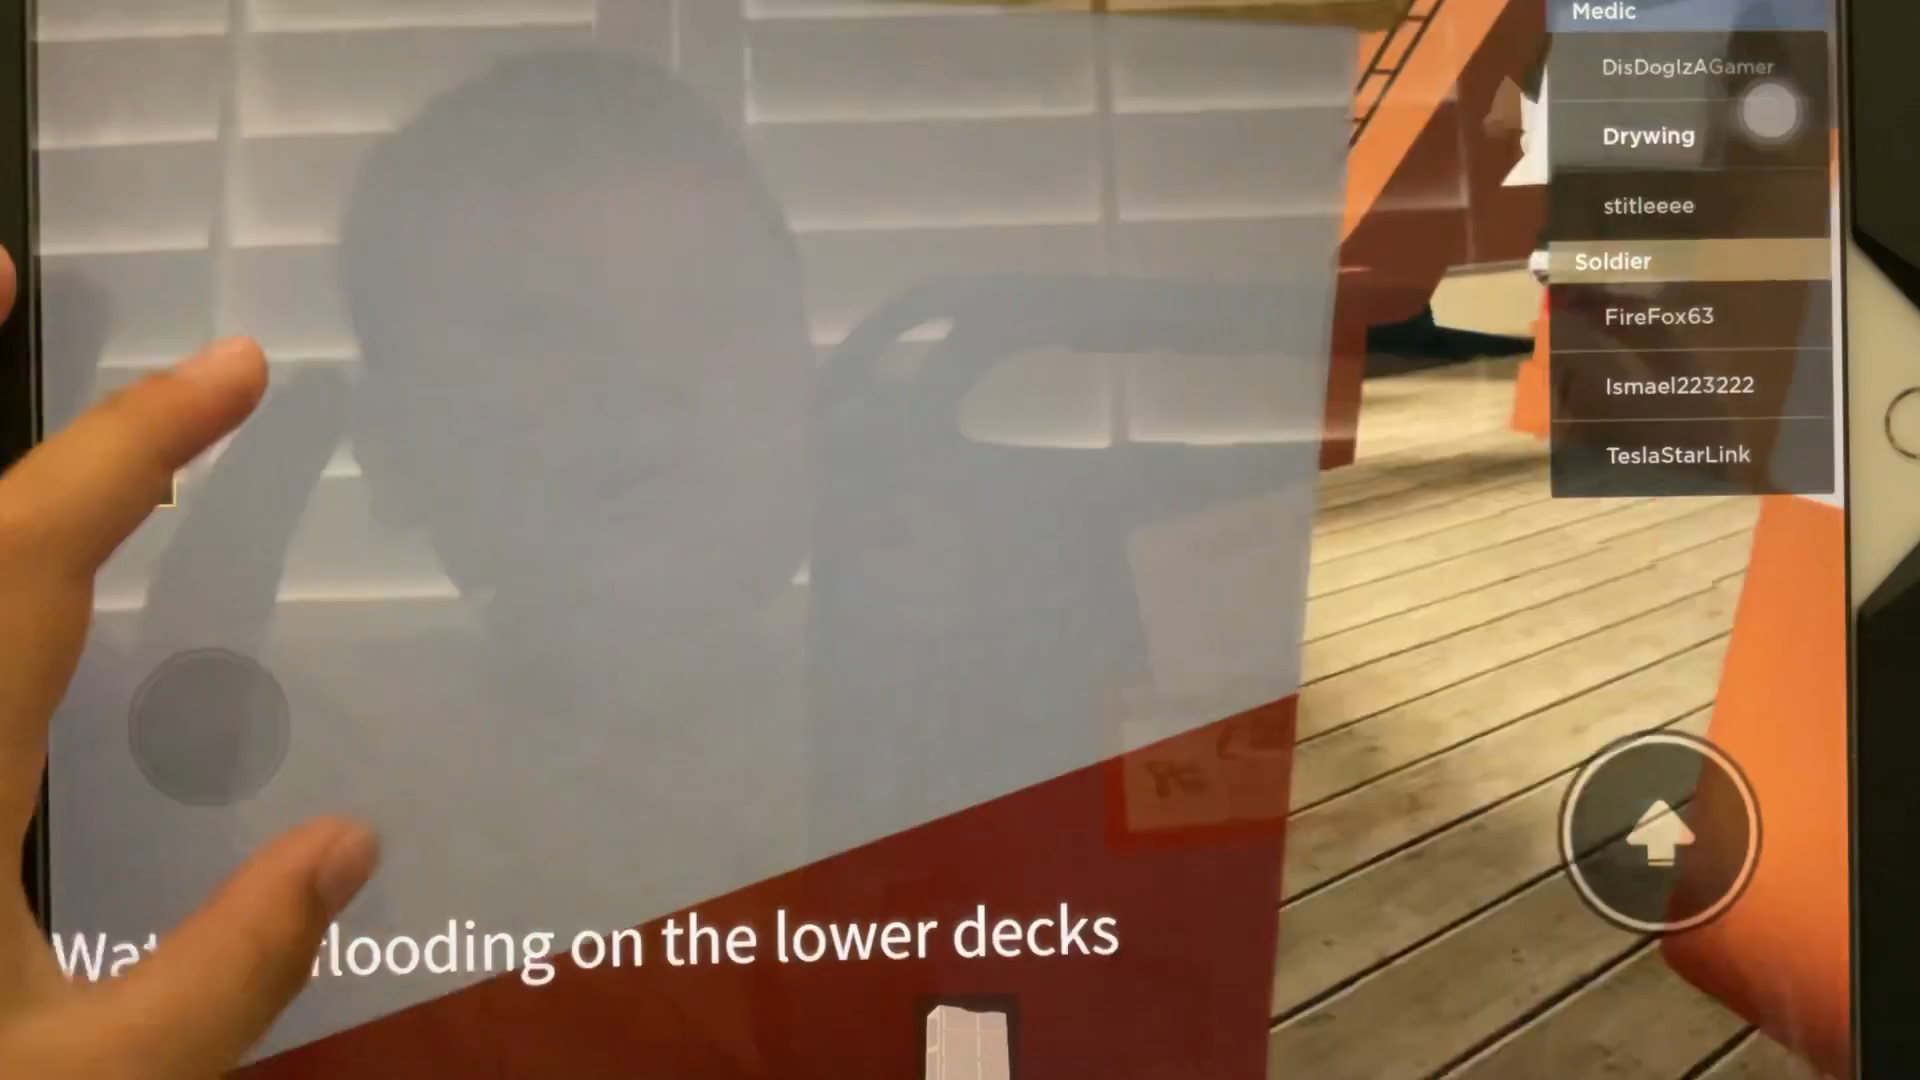 Medic
DisDogIzAGamer
Drywing
stitleeee
Soldier
FireFox63
Ismael223222
TeslaStarLink
flooding on the lower decks